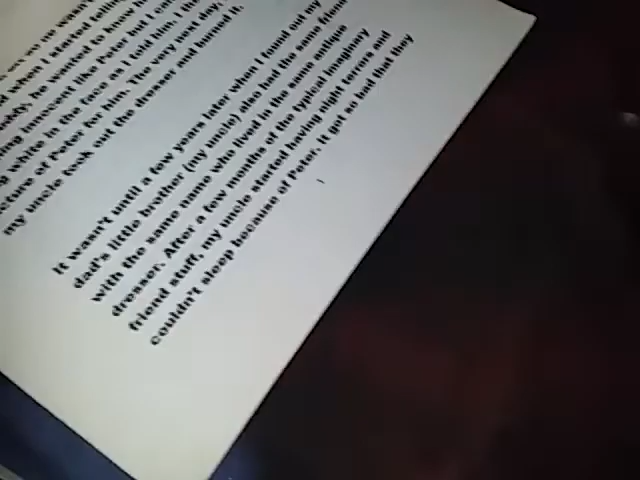 when I started tellin
he wanted to know h
ing innocent like Peter but I
g white in the face as I told him. I th
cture of Peter for him. The very next day,
my uncle took out the dresser and burned it.
It wasn't until a few years later when I found out my
dad's little brother (my uncle) also had the same friend
with the same name who lived in the same antique
dresser. After a few months of the typical imaginary
friend stuff, my uncle started having night terrors and
couldn't sleep because of Peter. It got so bad that they